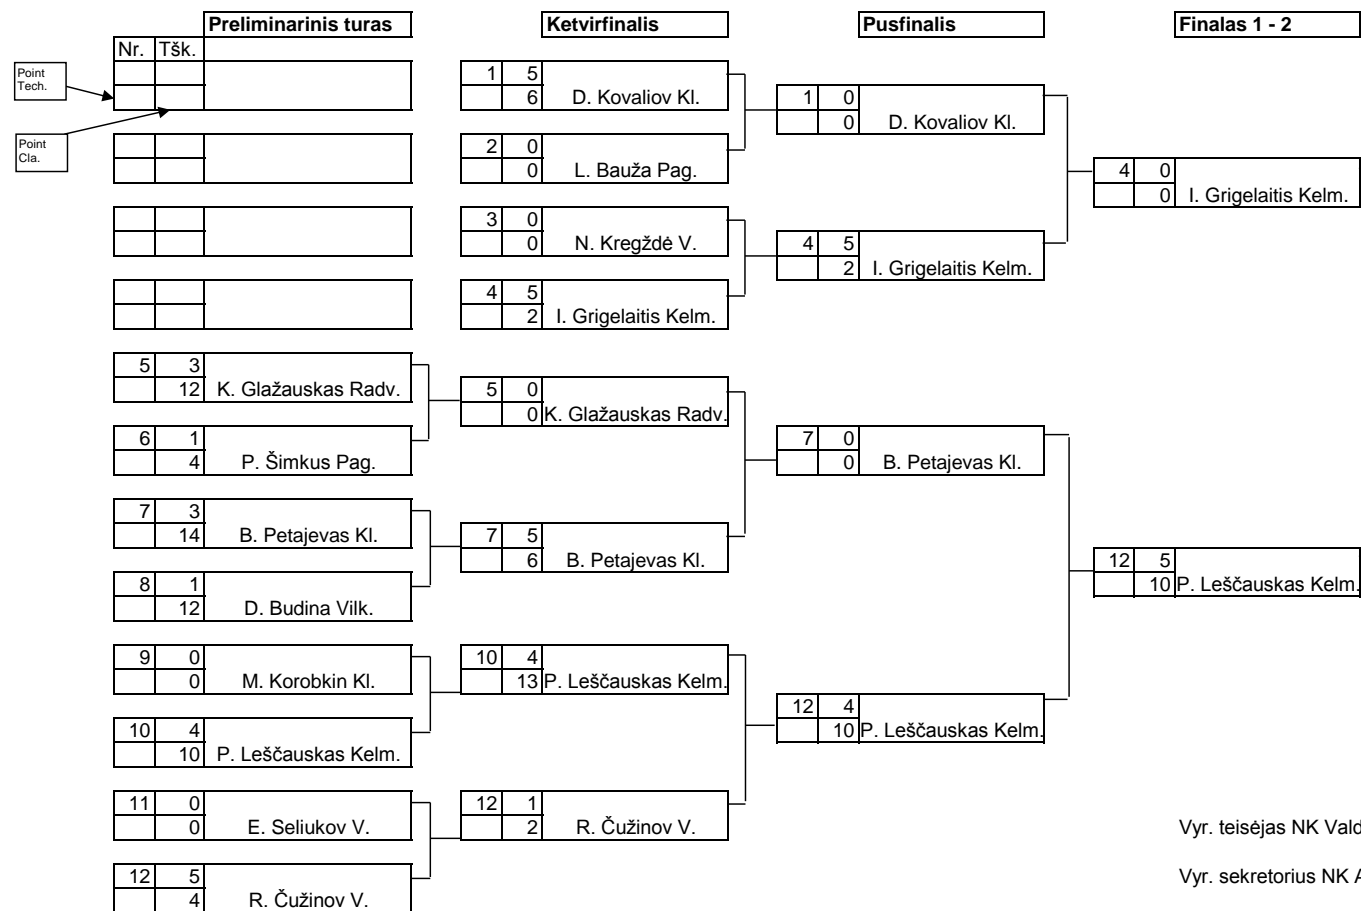 Preliminarinis turas Ketvirfinalis Pusfinalis Finalas 1 - 2
Nr. Tšk.
Point
Tech.
Point
Cla.
5 3
12 K. Glažauskas Radv.
6 1
4 P. Šimkus Pag.
7 3
14 B. Petajevas Kl.
8 1
12 D. Budina Vilk.
9 0
0 M. Korobkin Kl.
10 4
10 P. Leščauskas Kelm.
11 0
0 E. Seliukov V.
12 5
4 R. Čužinov V.
1 5
6 D. Kovaliov Kl.
2 0
0 L. Bauža Pag.
3 0
0 N. Kregždė V.
4 5
2 I. Grigelaitis Kelm.
5 0
0 K. Glažauskas Radv.
7 5
6 B. Petajevas Kl.
10 4
13 P. Leščauskas Kelm.
12 1
2 R. Čužinov V.
1 0
0 D. Kovaliov Kl.
4 5
2 I. Grigelaitis Kelm.
7 0
0 B. Petajevas Kl.
12 4
10 P. Leščauskas Kelm.
4 0
0 I. Grigelaitis Kelm.
12 5
10 P. Leščauskas Kelm.
Vyr. teisėjas NK Vald
Vyr. sekretorius NK A